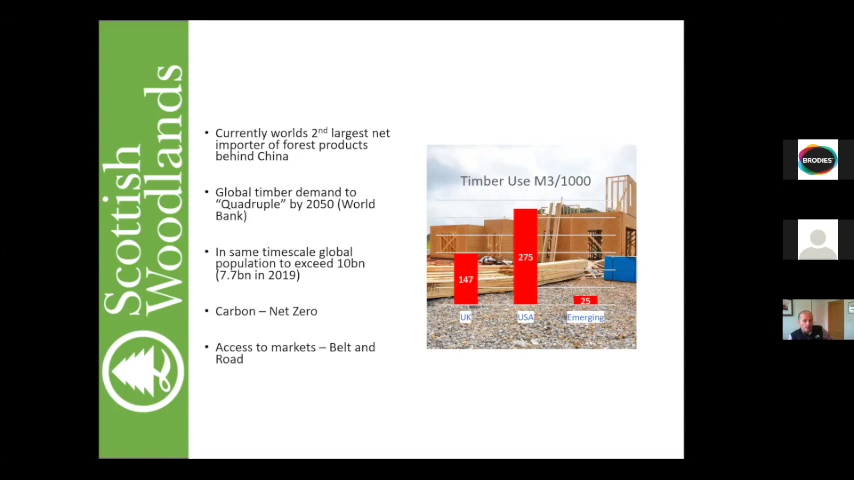 Scottish
Woodlands
• Currently worlds 2nd largest net
importer of forest products
behind China
• Global timber demand to
“Quadruple” by 2050 (World
Bank)
• In same timescale global
population to exceed 10bn
(7.7bn in 2019)
• Carbon – Net Zero
• Access to markets – Belt and
Road
Timber Use M3/1000
147
275
25
UK
USA
Emerging
BRODIES